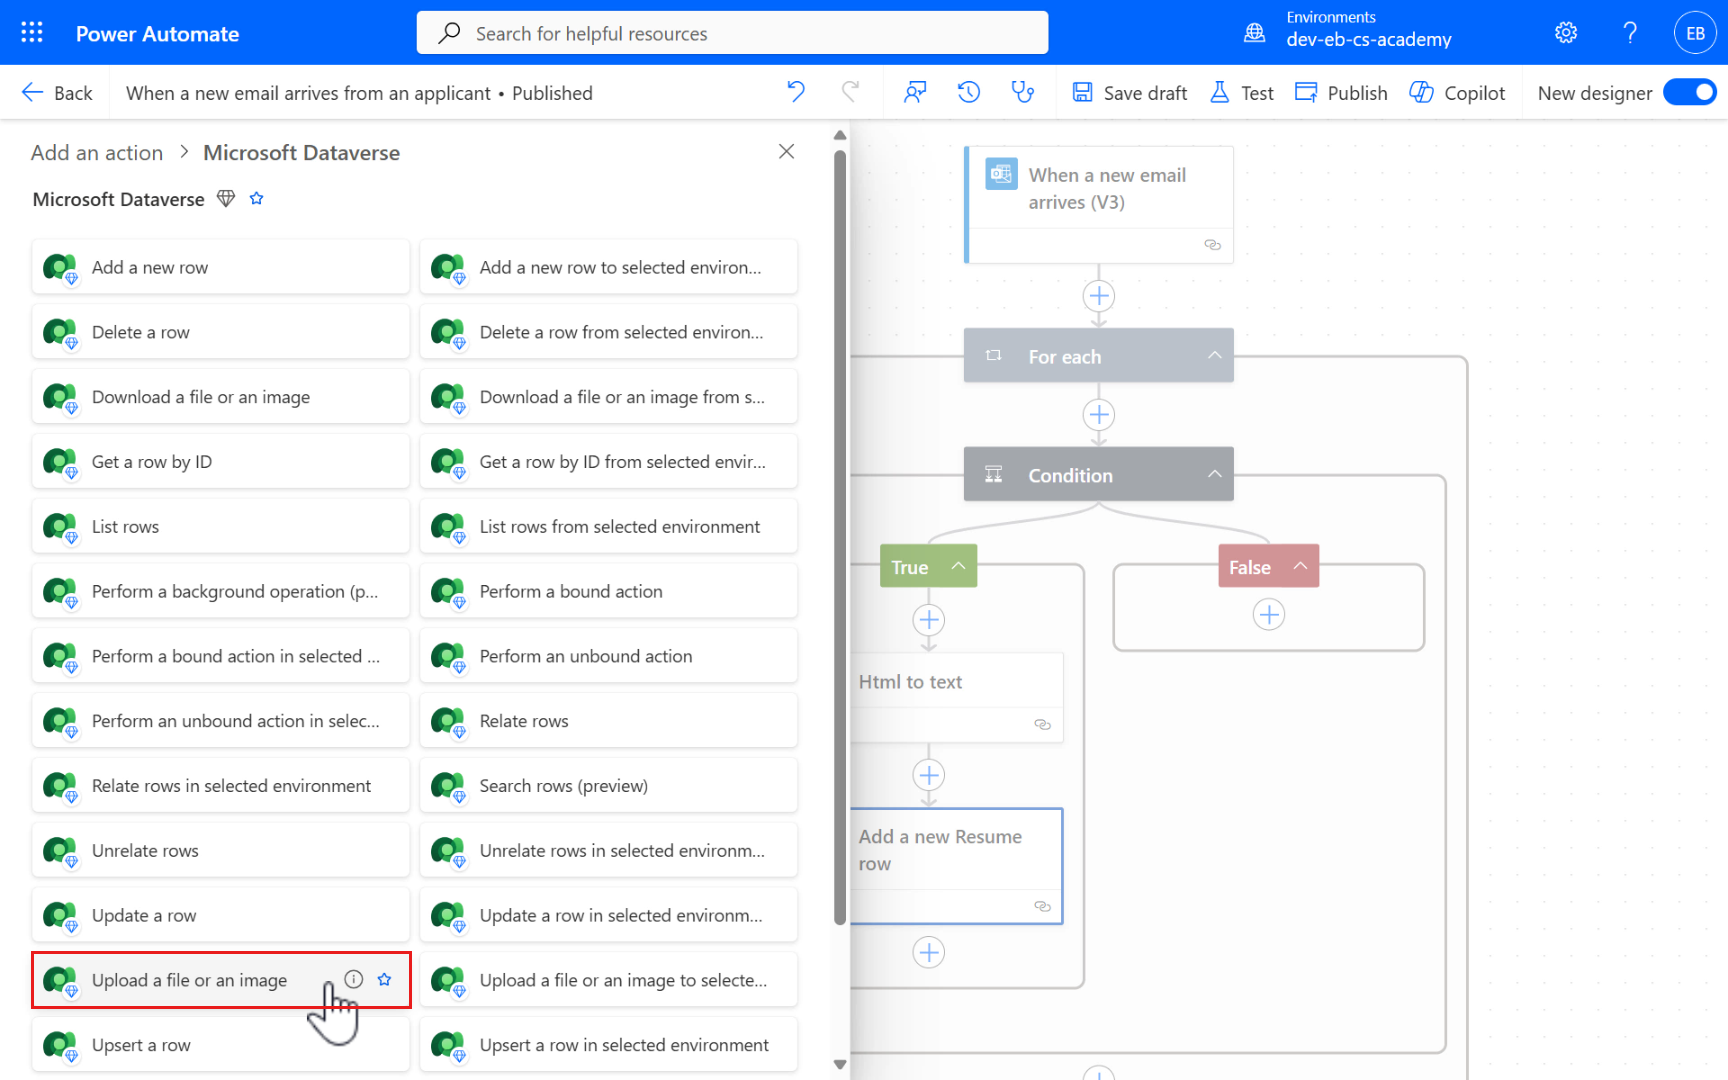 Power Automate
Search for helpful resources
Environments
dev-eb-cs-academy
EB
Back
When a new email arrives from an applicant • Published
Save draft
Test
Publish
Copilot
New designer
Add an action > Microsoft Dataverse
Microsoft Dataverse
Add a new row
Add a new row to selected environ...
Delete a row
Delete a row from selected environ...
Download a file or an image
Download a file or an image from s...
Get a row by ID
Get a row by ID from selected envir...
List rows
List rows from selected environment
Perform a background operation (p...
Perform a bound action
Perform a bound action in selected ...
Perform an unbound action
Perform an unbound action in selec...
Relate rows
Relate rows in selected environment
Search rows (preview)
Unrelate rows
Unrelate rows in selected environm...
Update a row
Update a row in selected environm...
Upload a file or an image
Upload a file or an image to selecte...
Upsert a row
Upsert a row in selected environment
When a new email
arrives (V3)
For each
Condition
True
False
Html to text
Add a new Resume
row